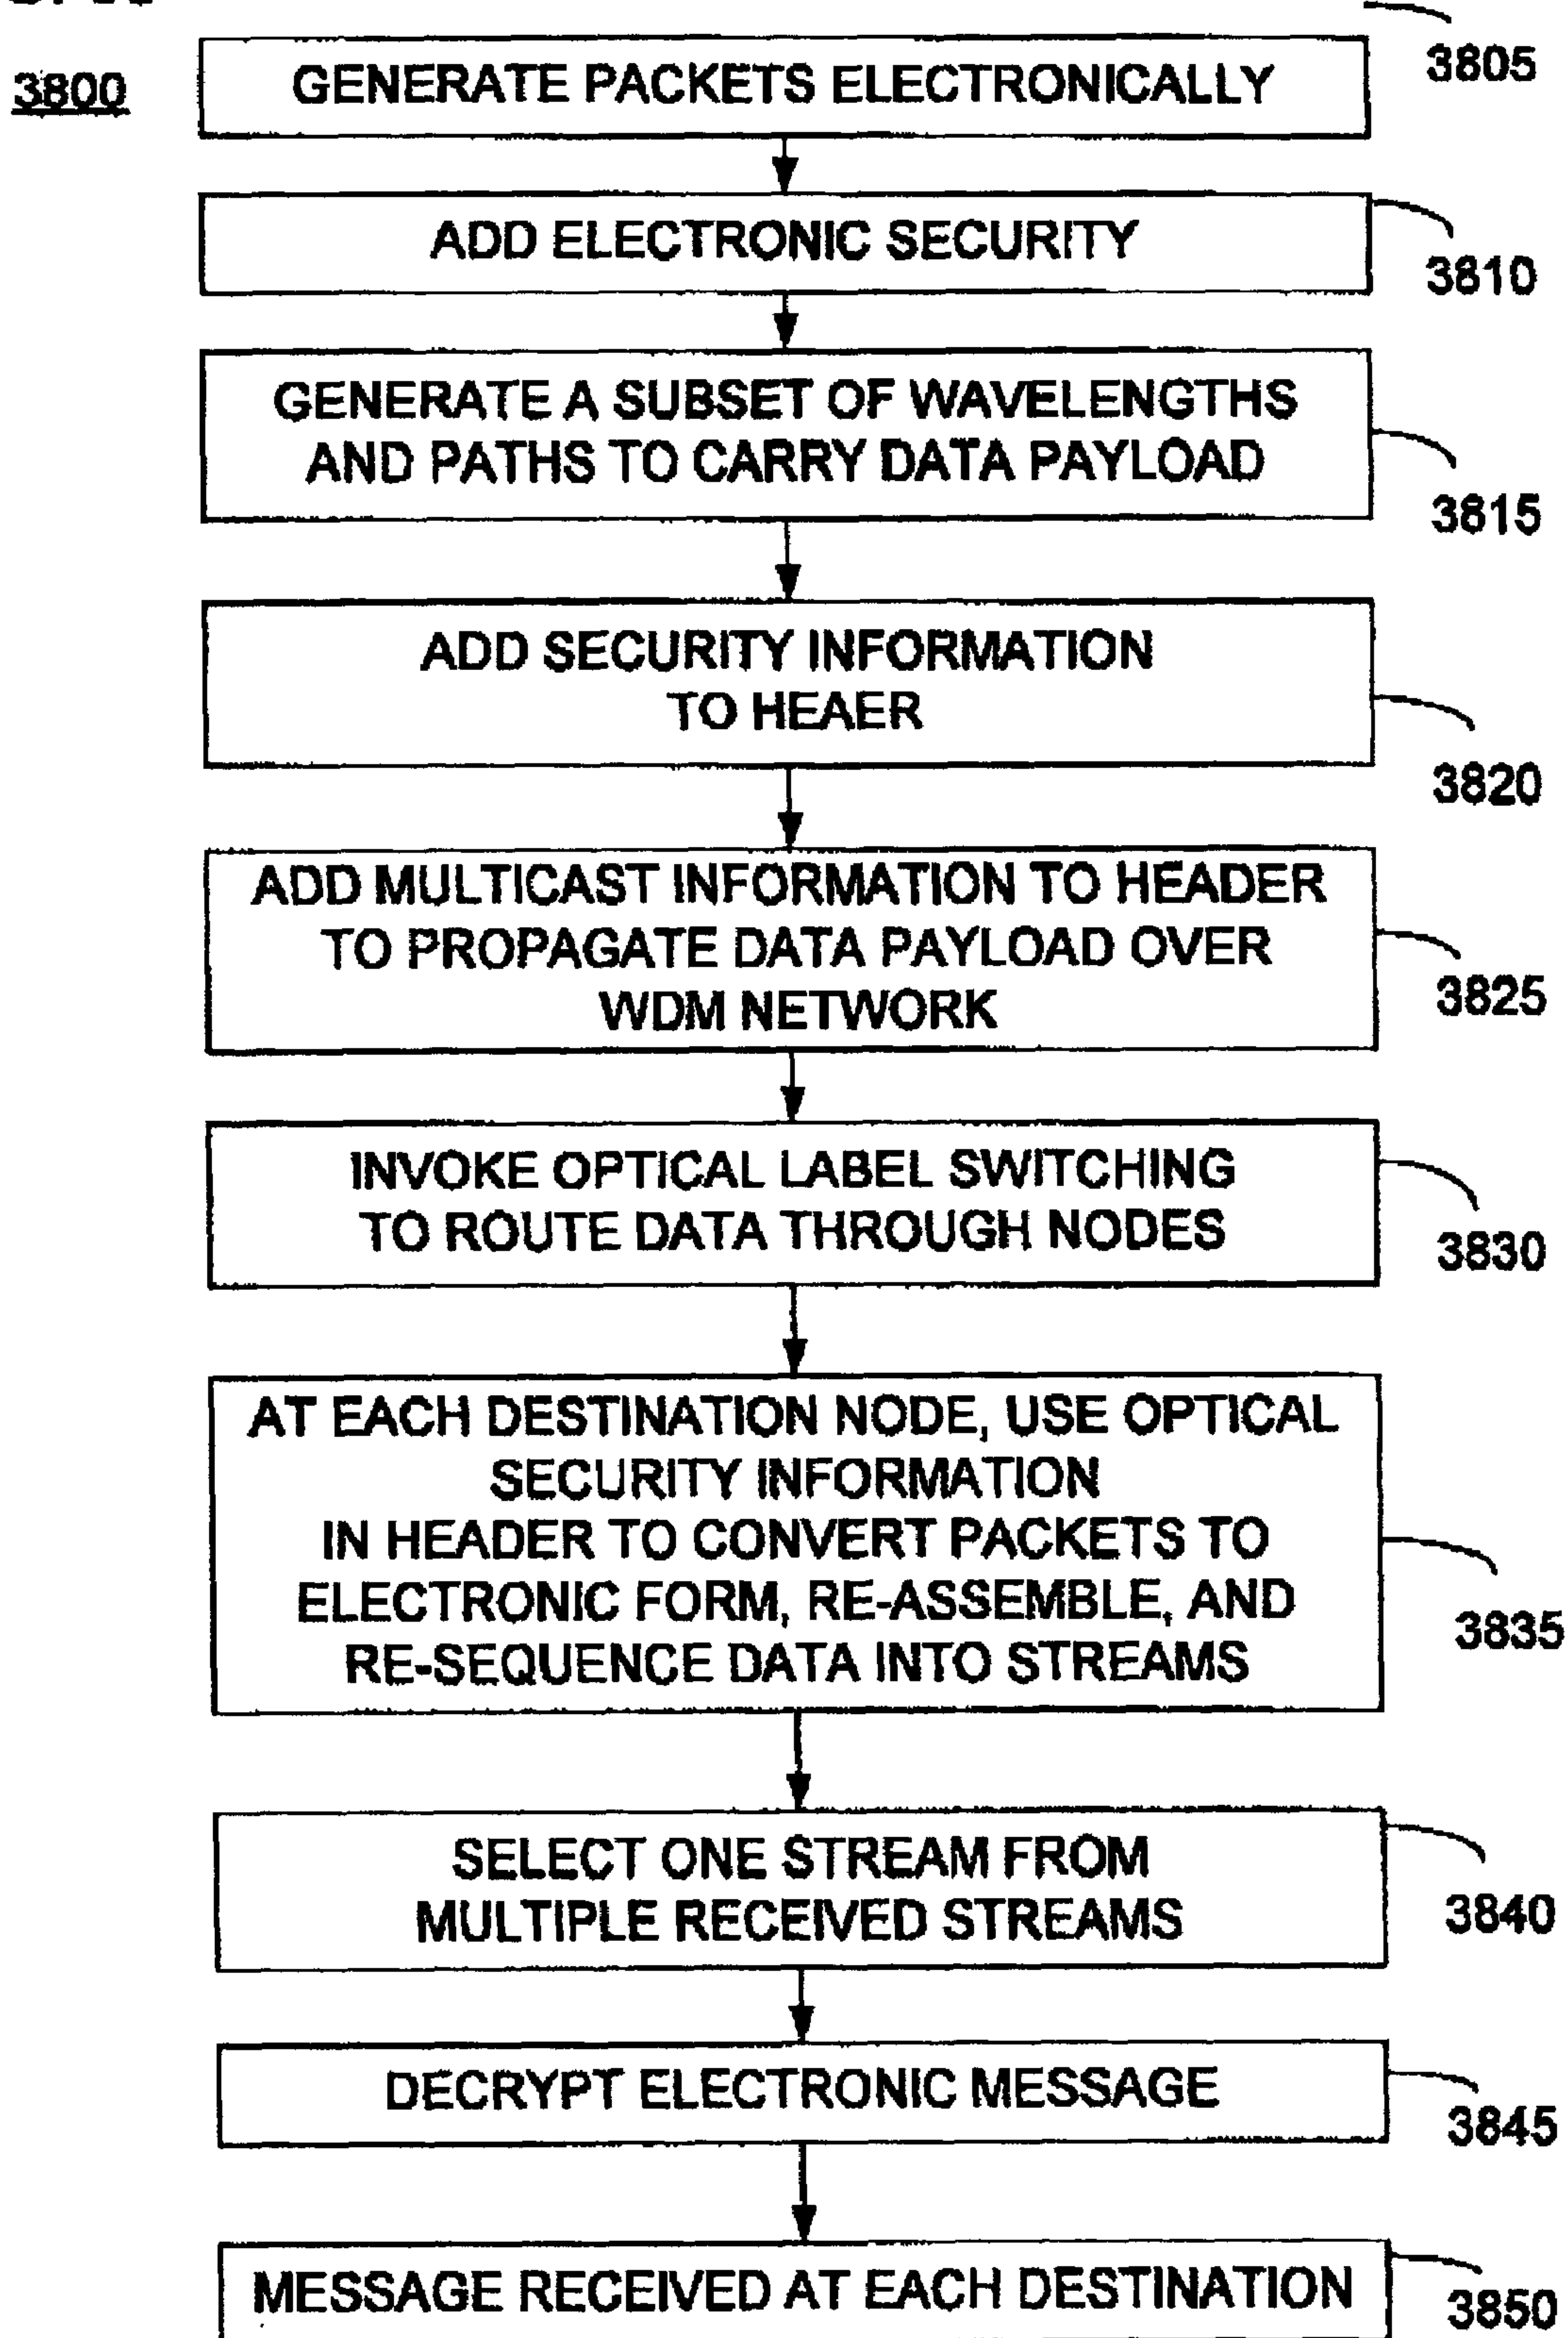 3805
3800
GENERATE PACKETS ELECTRONICALLY
ADD ELECTRONIC SECURITY
3810
GENERATE A SUBSET OF WAVELENGTHS
AND PATHS TO CARRY DATA PAYLOAD
3815
ADD SECURITY INFORMATION
TO HEAER
3820
ADD MULTICAST INFORMATION TO HEADER
TO PROPAGATE DATA PAYLOAD OVER
WDM NETWORK
3825
INVOKE OPTICAL LABEL SWITCHING
TO ROUTE DATA THROUGH NODES
3830
AT EACH DESTINATION NODE, USE OPTICAL
SECURITY INFORMATION
IN HEADER TO CONVERT PACKETS TO
ELECTRONIC FORM, RE-ASSEMBLE, AND
RE-SEQUENCE DATA INTO STREAMS
3835
SELECT ONE STREAM FROM
MULTIPLE RECEIVED STREAMS
3840
DECRYPT ELECTRONIC MESSAGE
3845
MESSAGE RECEIVED AT EACH DESTINATION
3850